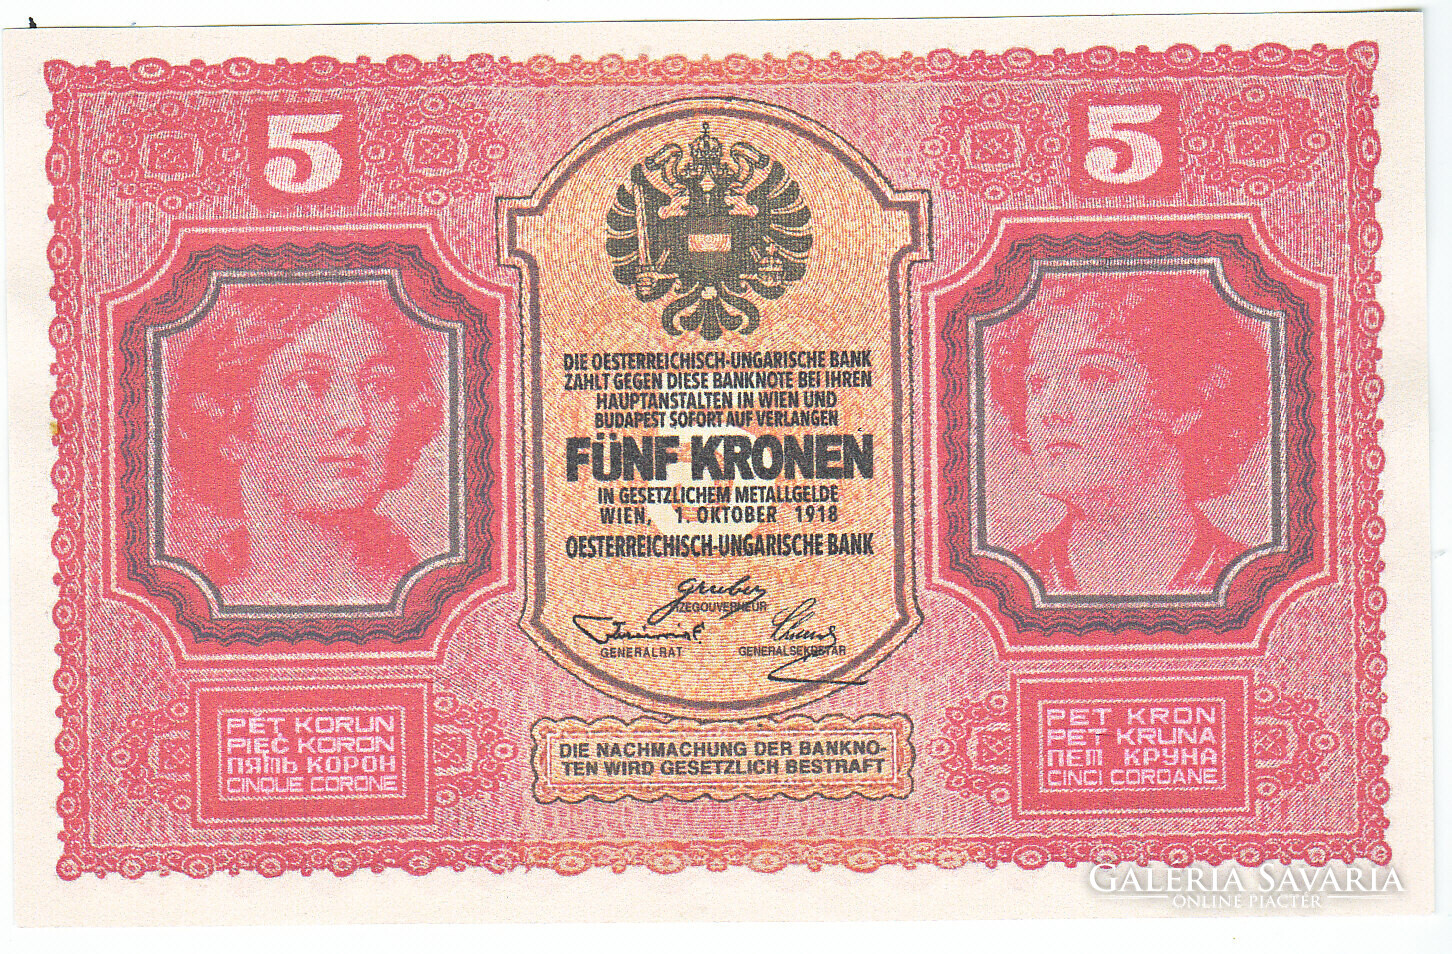 5
5
DIE OESTERREICHISCH-UNGARISCHE BANK
ZAHLT GEGEN DIESE BANKNOTE BEI IHREN
HAUPTANSTALTEN IN WIEN UND
BUDAPEST SOFORT AUF VERLANGEN
FÜNF KRONEN
IN GESETZLICHEM METALLGELDE
WIEN, 1. OKTOBER 1918
OESTERREICHISCH-UNGARISCHE BANK
Gruber
VIZEGOUVERNEUR
GENERALRAT
GENERALSEKRETÄR
PĚT KORUN
PIĘĆ KORON
ПЯТЬ КОРОН
CINQUE CORONE
DIE NACHMACHUNG DER BANKNO-
TEN WIRD GESETZLICH BESTRAFT
PET KRON
PET KRUNA
ПЕТ КРУНА
CINCI COROANE
GALERIA SAVARIA
ONLINE PIACTÉR